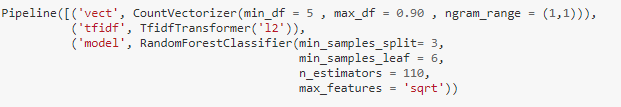 Pipeline([('vect', CountVectorizer(min_df = 5 , max_df = 0.90 , ngram_range = (1,1))),
('tfidf', TfidfTransformer('l2')),
('model', RandomForestClassifier(min_samples_split= 3,
min_samples_leaf = 6,
n_estimators = 110,
max_features = 'sqrt'))